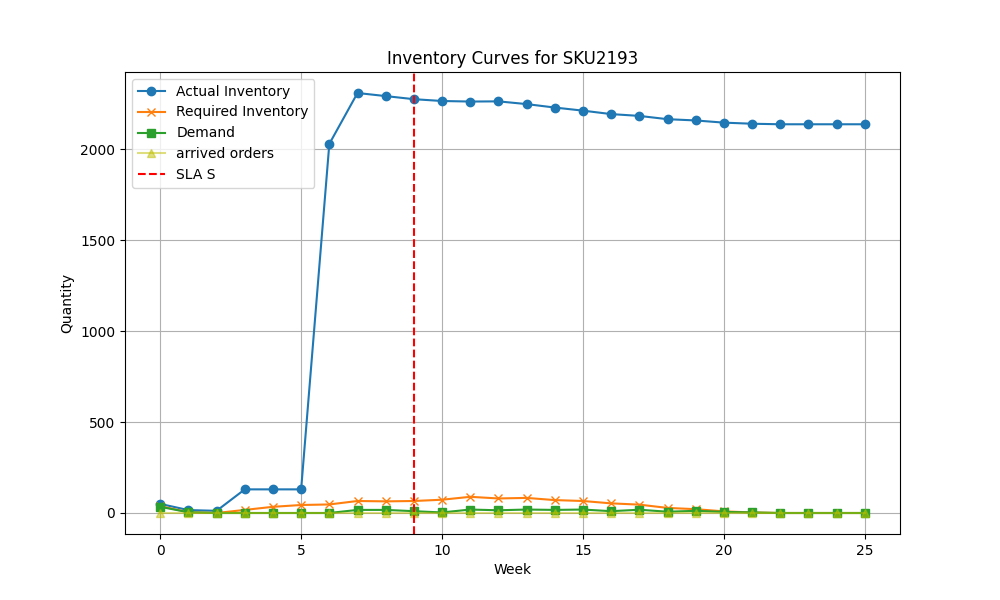 Inventory Curves for SKU2193
Actual Inventory
Required Inventory
Demand
arrived orders
SLA S
Quantity
2000
1500
1000
500
0
0 5 10 15 20 25
Week